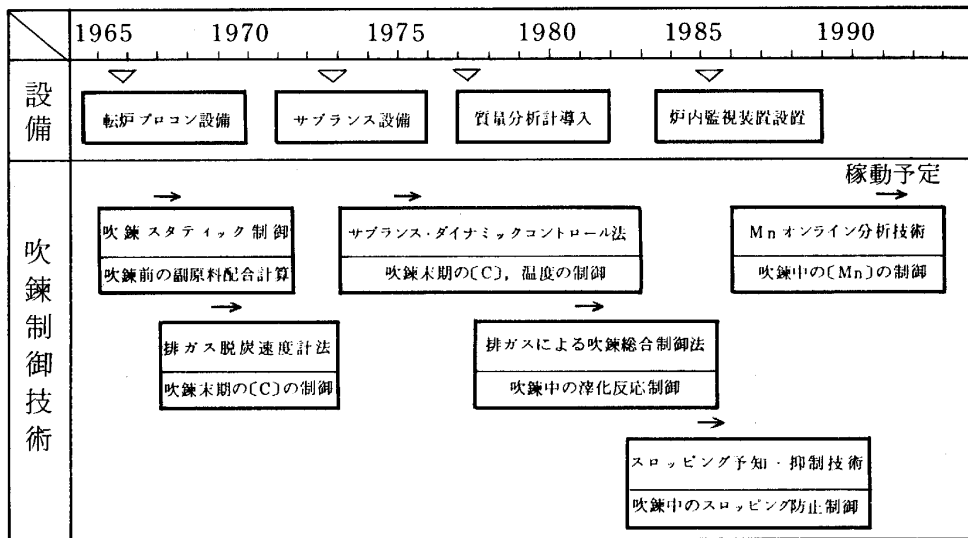 1965 1970 1975 1980 1985 1990
設備
転炉プロコン設備 サブランス設備 質量分析計導入 炉内監視装置設置
吹錬制御技術
稼動予定
吹錬スタティック制御
吹錬前の副原料配合計算
サブランス・ダイナミックコントロール法
吹錬末期の〔C〕，温度の制御
Mnオンライン分析技術
吹錬中の〔Mn〕の制御
排ガス脱炭速度計法
吹錬末期の〔C〕の制御
排ガスによる吹錬総合制御法
吹錬中の滓化反応制御
スロッピング予知・抑制技術
吹錬中のスロッピング防止制御